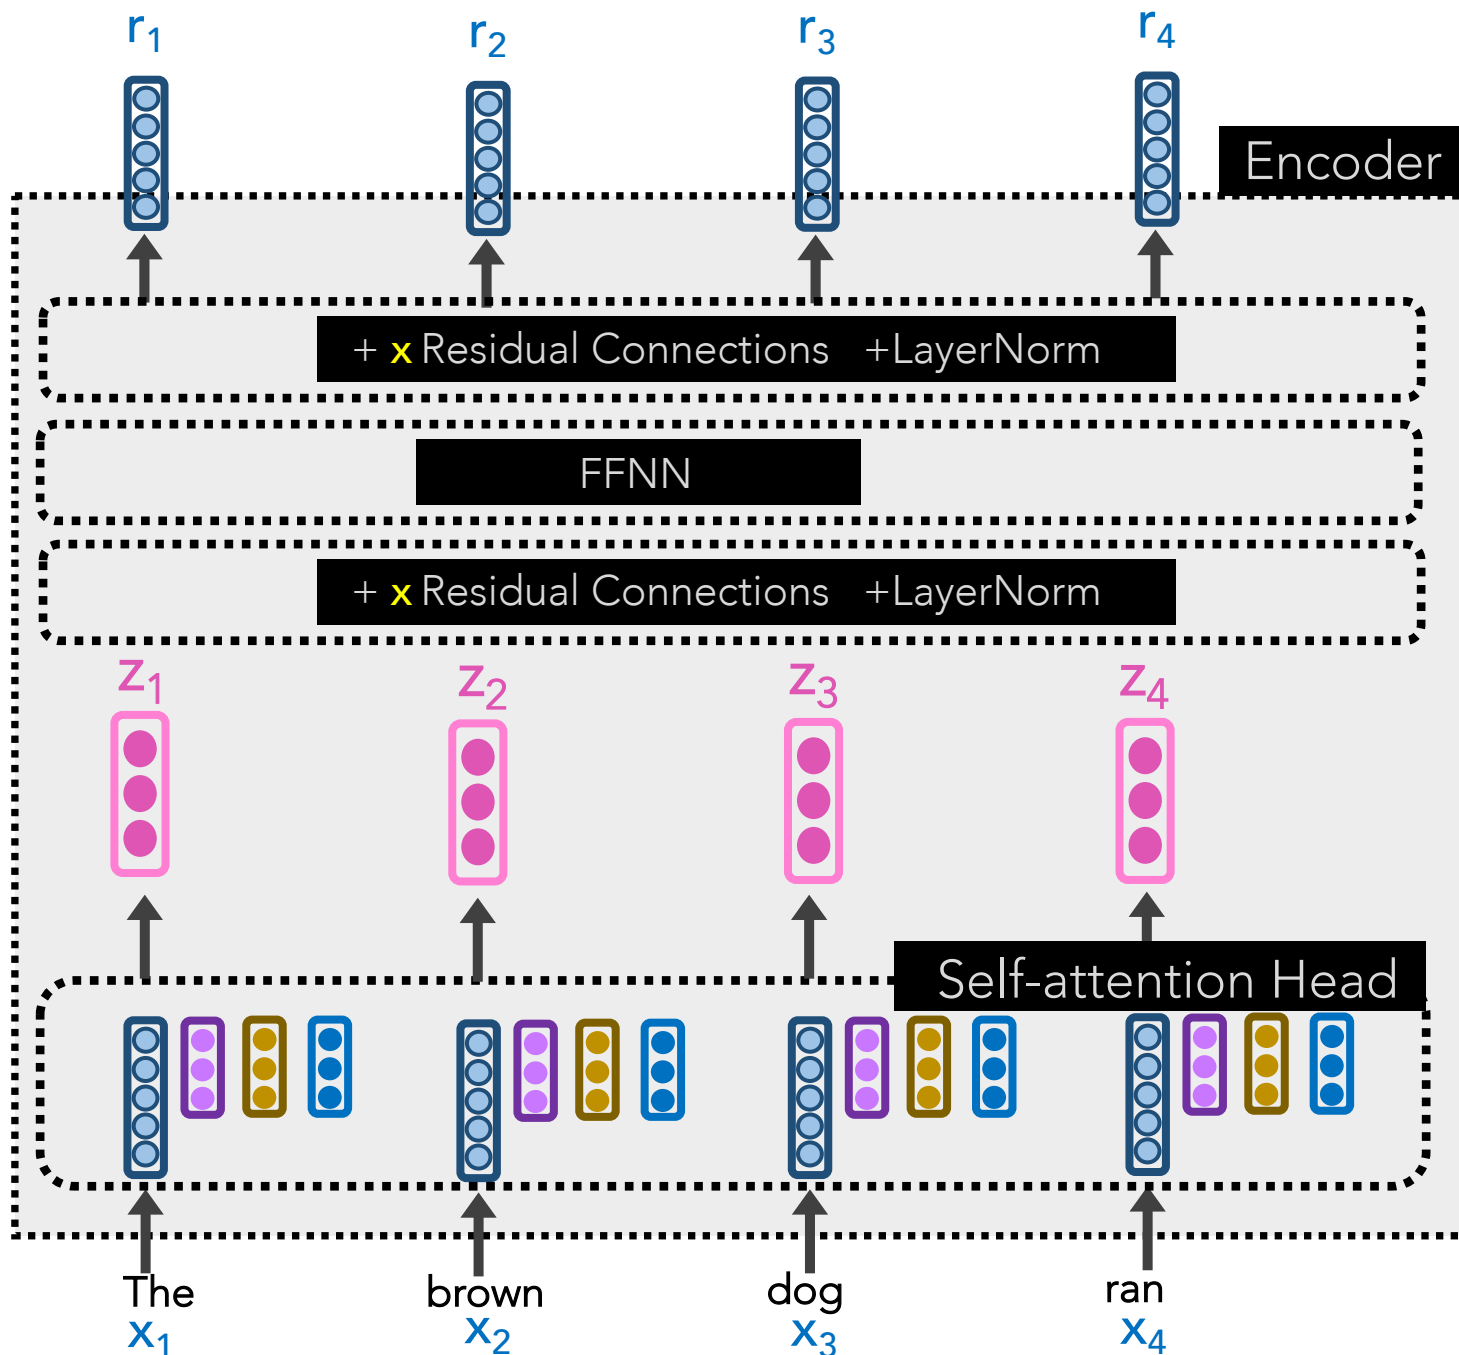 r₁ r₂ r₃ r₄
Encoder
+ x Residual Connections +LayerNorm
FFNN
+ x Residual Connections +LayerNorm
z₁ z₂ z₃ z₄
Self-attention Head
The brown dog ran
x₁ x₂ x₃ x₄